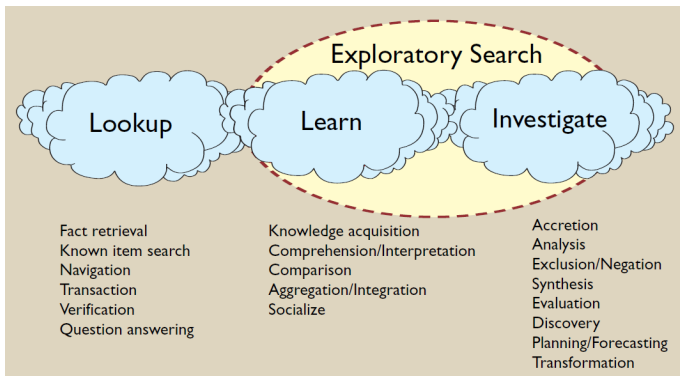 Exploratory Search
Lookup
Learn
Investigate
Fact retrieval
Known item search
Navigation
Transaction
Verification
Question answering
Knowledge acquisition
Comprehension/Interpretation
Comparison
Aggregation/Integration
Socialize
Accretion
Analysis
Exclusion/Negation
Synthesis
Evaluation
Discovery
Planning/Forecasting
Transformation